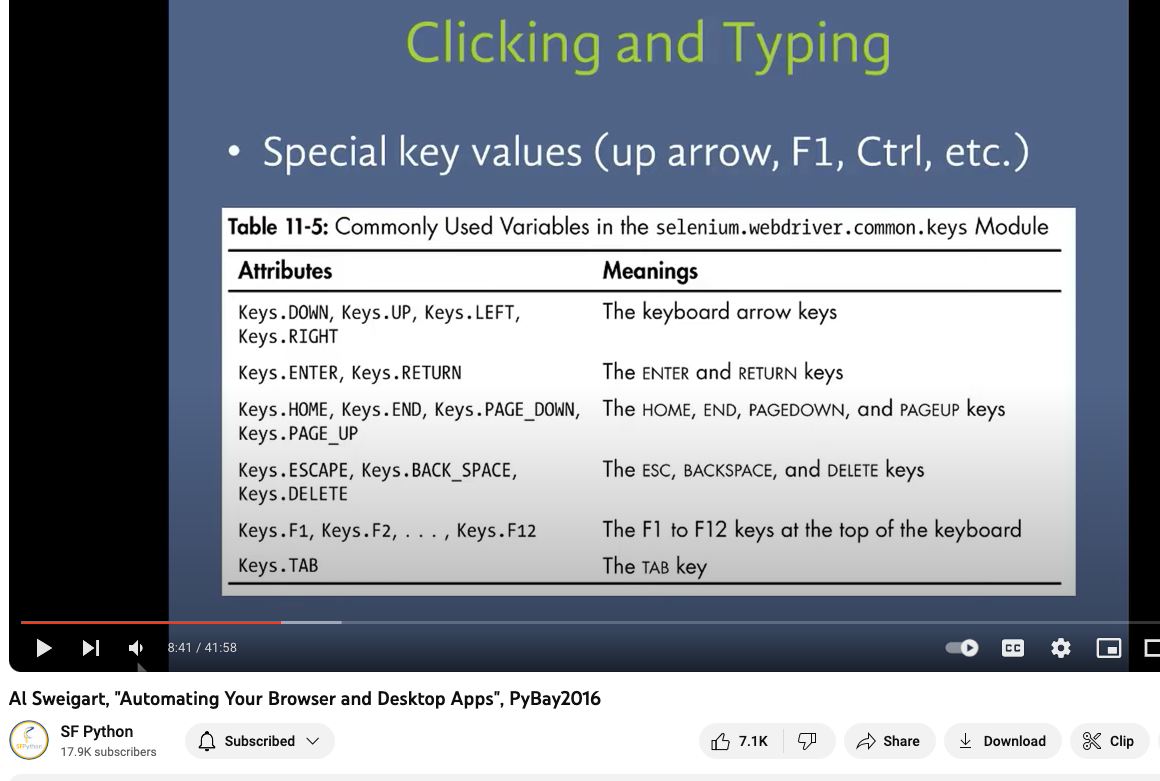 Clicking and Typing
• Special key values (up arrow, F1, Ctrl, etc.)
Table 11-5: Commonly Used Variables in the selenium.webdriver.common.keys Module
Attributes Meanings
Keys.DOWN, Keys.UP, Keys.LEFT, The keyboard arrow keys
Keys.RIGHT
Keys.ENTER, Keys.RETURN The ENTER and RETURN keys
Keys.HOME, Keys.END, Keys.PAGE_DOWN, The HOME, END, PAGEDOWN, and PAGEUP keys
Keys.PAGE_UP
Keys.ESCAPE, Keys.BACK_SPACE, The ESC, BACKSPACE, and DELETE keys
Keys.DELETE
Keys.F1, Keys.F2, . . . , Keys.F12 The F1 to F12 keys at the top of the keyboard
Keys.TAB The TAB key
8:41 / 41:58 CC
Al Sweigart, "Automating Your Browser and Desktop Apps", PyBay2016
SFPython
SF Python
17.9K subscribers
Subscribed
7.1K Share Download Clip